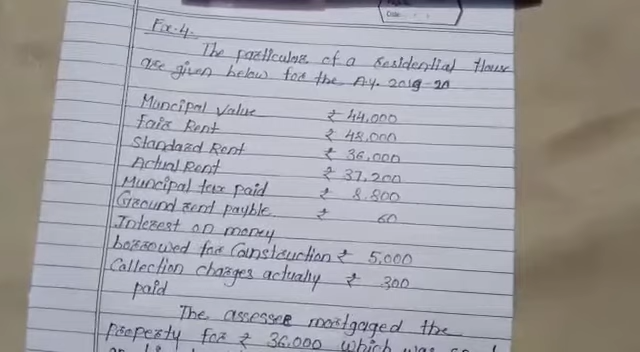 Ex.4.
The particulars of a Residential House
are given below for the A.y. 2019-20
Muncipal Value ₹ 44,000
Fair Rent ₹ 48,000
Standard Rent ₹ 36,000
Actual Rent ₹ 37,200
Muncipal tax paid ₹ 8,800
Ground rent payble ₹ 60
Interest on money
borrowed for Construction ₹ 5,000
Collection charges actualy ₹ 300
paid
The assessee mortgaged the
property for ₹ 36,000 which was